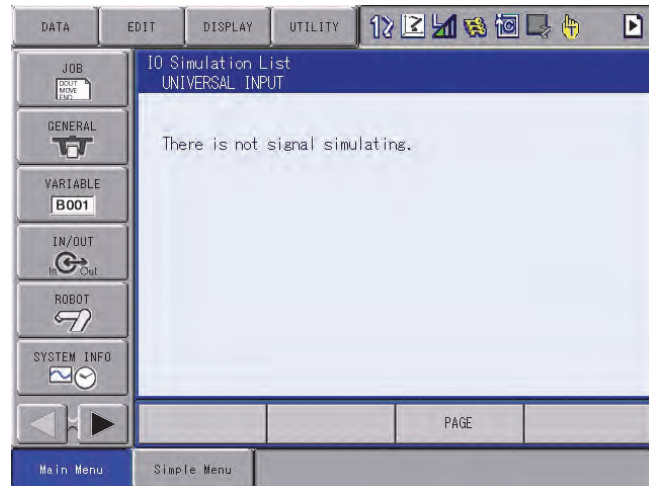 DATA EDIT DISPLAY UTILITY
JOB
DOUT
MOVE
END
GENERAL
VARIABLE
B001
IN/OUT
In Out
ROBOT
SYSTEM INFO
IO Simulation List
UNIVERSAL INPUT
There is not signal simulating.
PAGE
Main Menu Simple Menu